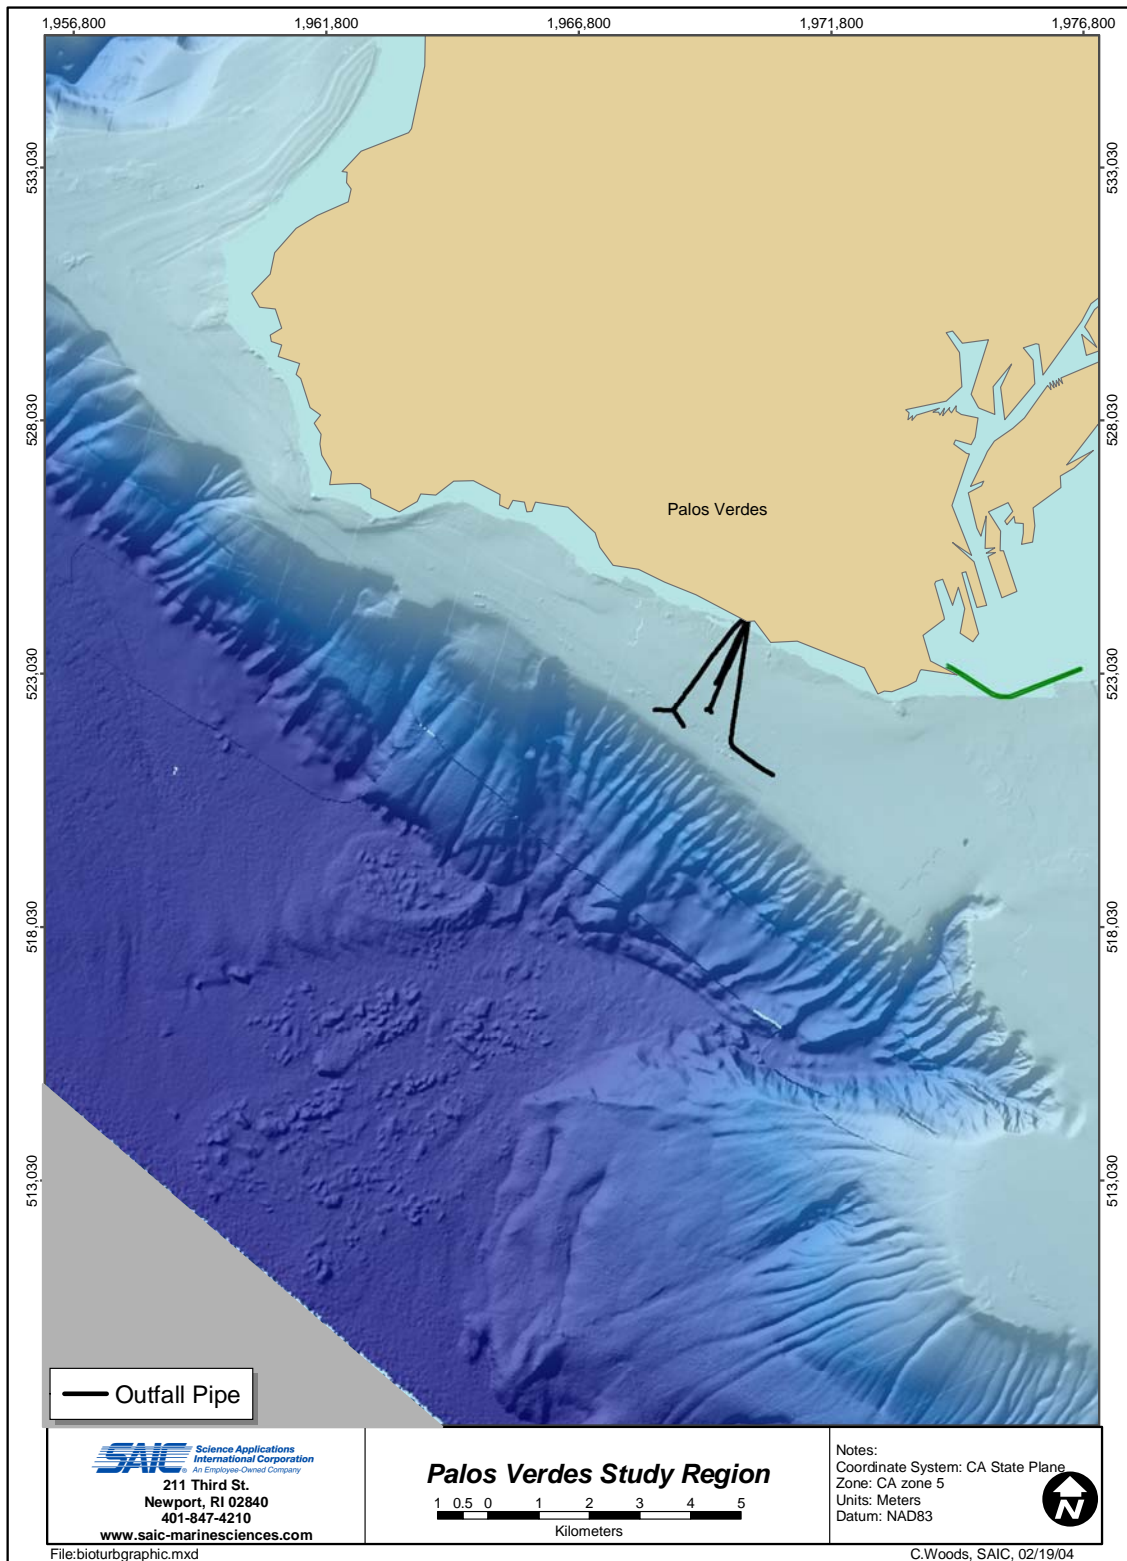 1,956,800 1,961,800 1,966,800 1,971,800 1,976,800
533,030 533,030
528,030 528,030
Palos Verdes
523,030 523,030
518,030 518,030
513,030 513,030
Outfall Pipe
SAIC® Science Applications
International Corporation
An Employee-Owned Company
211 Third St.
Newport, RI 02840
401-847-4210
www.saic-marinesciences.com
Palos Verdes Study Region
1 0.5 0 1 2 3 4 5
Kilometers
Notes:
Coordinate System: CA State Plane
Zone: CA zone 5
Units: Meters
Datum: NAD83
N
File:bioturbgraphic.mxd
C.Woods, SAIC, 02/19/04